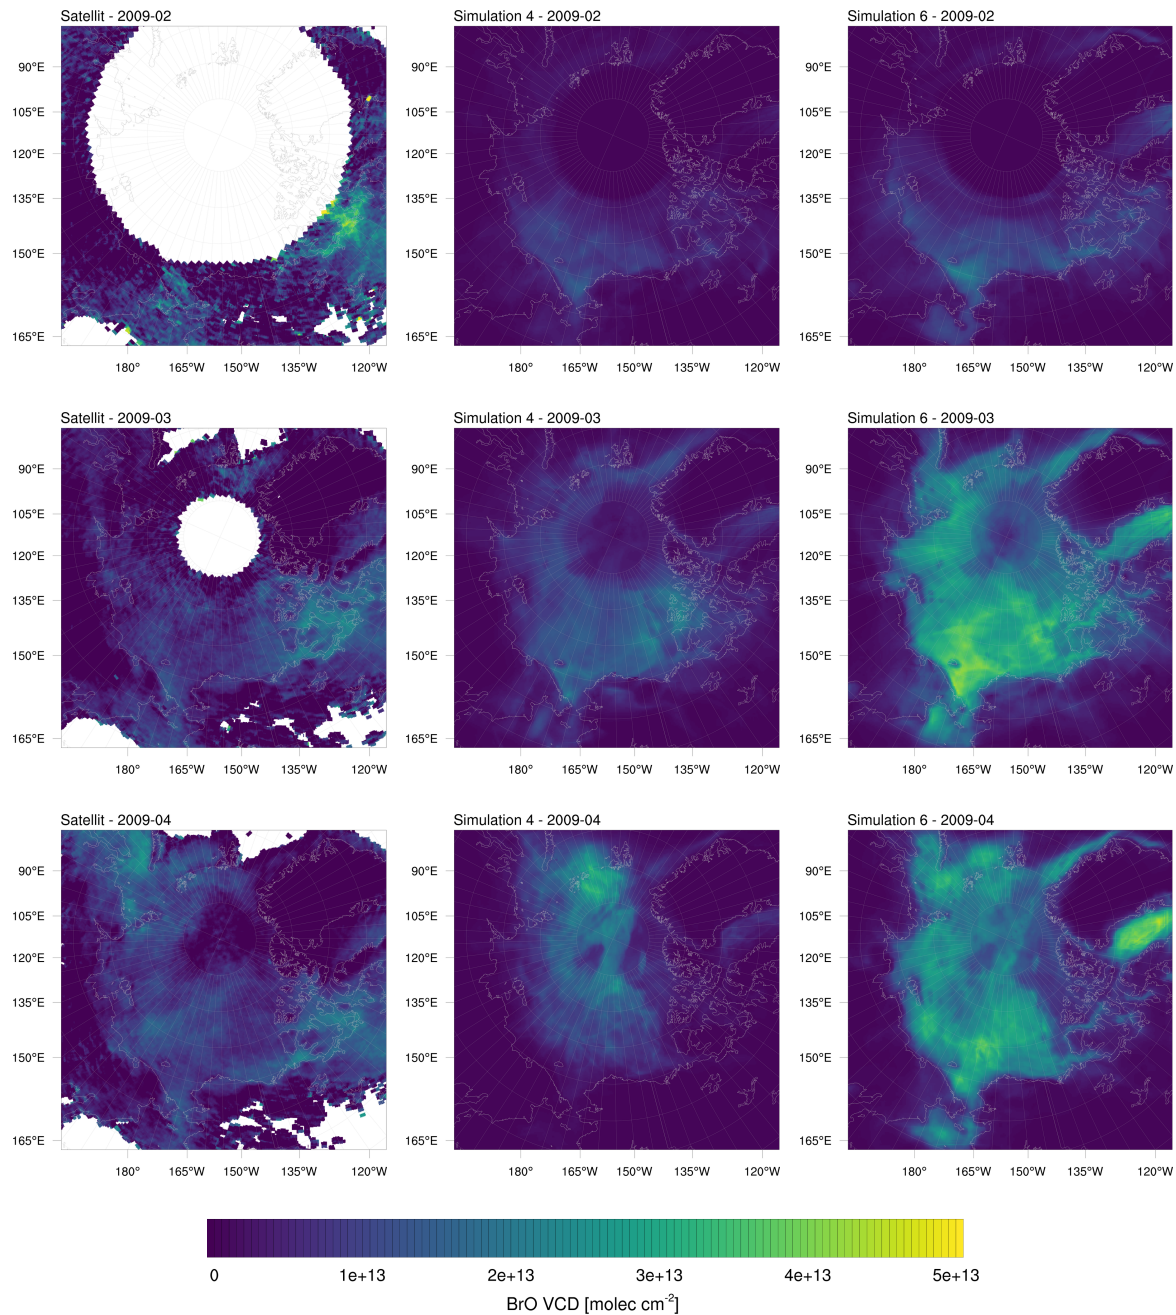 Satellit - 2009-02 Simulation 4 - 2009-02 Simulation 6 - 2009-02
90°E 90°E 90°E
105°E 105°E 105°E
120°E 120°E 120°E
135°E 135°E 135°E
150°E 150°E 150°E
165°E 165°E 165°E
180° 165°W 150°W 135°W 120°W 180° 165°W 150°W 135°W 120°W 180° 165°W 150°W 135°W 120°W
Satellit - 2009-03 Simulation 4 - 2009-03 Simulation 6 - 2009-03
90°E 90°E 90°E
105°E 105°E 105°E
120°E 120°E 120°E
135°E 135°E 135°E
150°E 150°E 150°E
165°E 165°E 165°E
180° 165°W 150°W 135°W 120°W 180° 165°W 150°W 135°W 120°W 180° 165°W 150°W 135°W 120°W
Satellit - 2009-04 Simulation 4 - 2009-04 Simulation 6 - 2009-04
90°E 90°E 90°E
105°E 105°E 105°E
120°E 120°E 120°E
135°E 135°E 135°E
150°E 150°E 150°E
165°E 165°E 165°E
180° 165°W 150°W 135°W 120°W 180° 165°W 150°W 135°W 120°W 180° 165°W 150°W 135°W 120°W
0 1e+13 2e+13 3e+13 4e+13 5e+13
BrO VCD [molec cm⁻²]